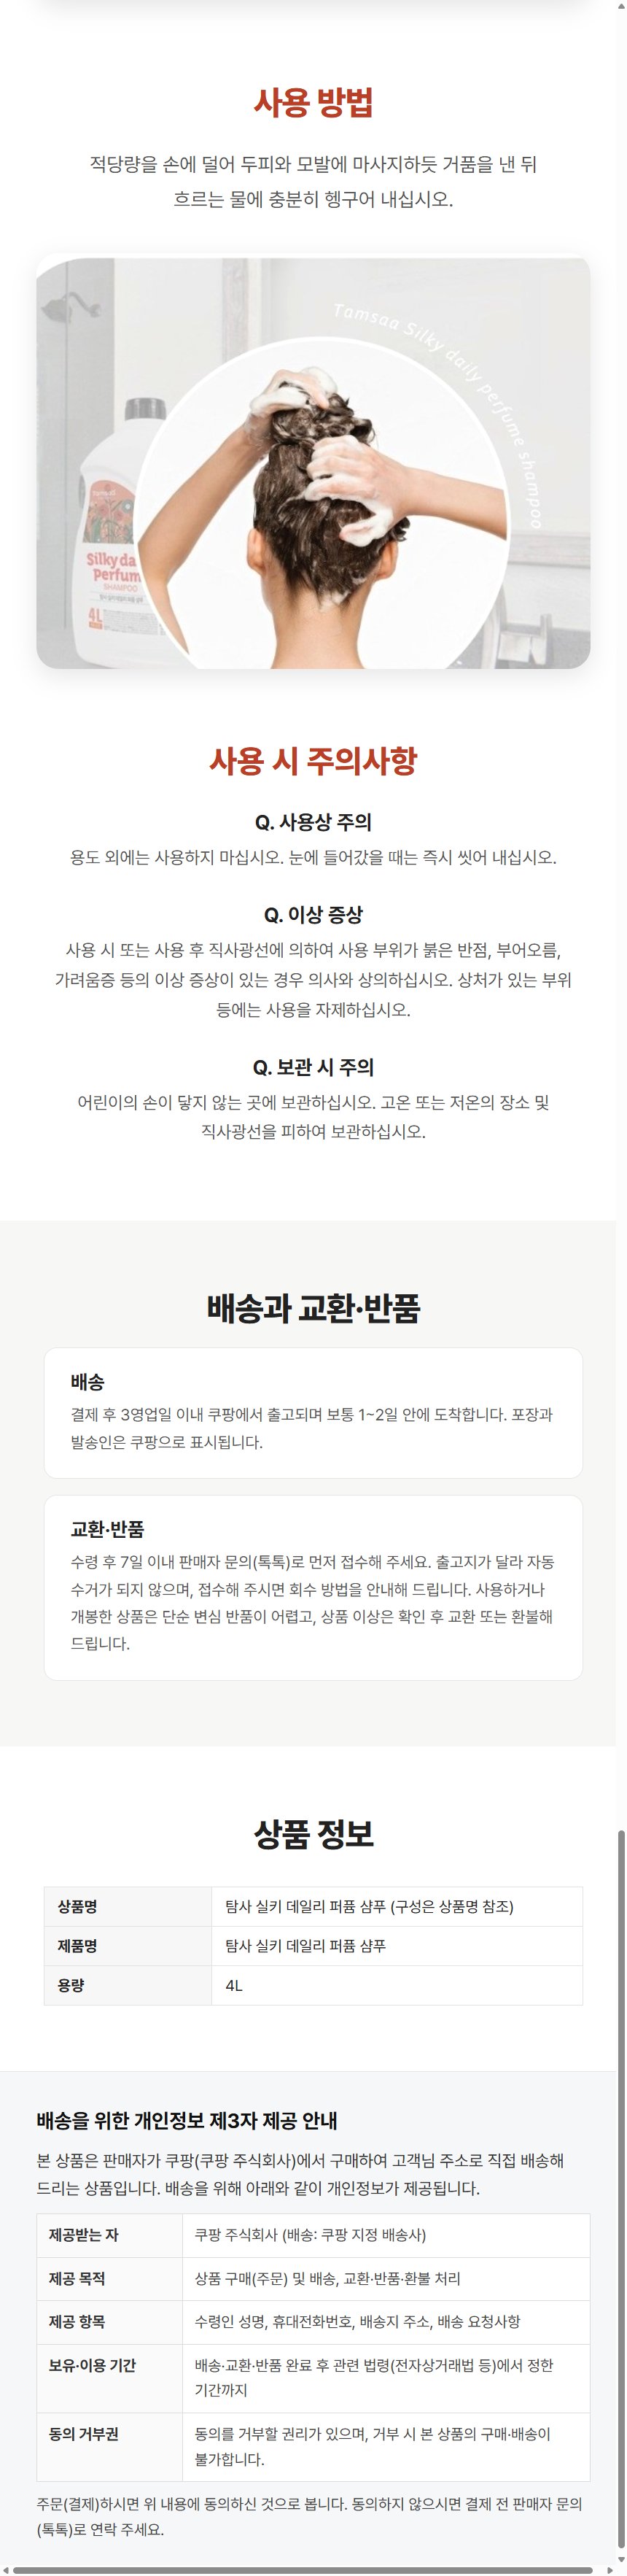 사용 방법
적당량을 손에 덜어 두피와 모발에 마사지하듯 거품을 낸 뒤
흐르는 물에 충분히 헹구어 내십시오.
Tamsaa Silky daily perfume shampoo
Silky da
Perfum
SHAMPOO
4L
사용 시 주의사항
Q. 사용상 주의
용도 외에는 사용하지 마십시오. 눈에 들어갔을 때는 즉시 씻어 내십시오.
Q. 이상 증상
사용 시 또는 사용 후 직사광선에 의하여 사용 부위가 붉은 반점, 부어오름,
가려움증 등의 이상 증상이 있는 경우 의사와 상의하십시오. 상처가 있는 부위
등에는 사용을 자제하십시오.
Q. 보관 시 주의
어린이의 손이 닿지 않는 곳에 보관하십시오. 고온 또는 저온의 장소 및
직사광선을 피하여 보관하십시오.
배송과 교환·반품
배송
결제 후 3영업일 이내 쿠팡에서 출고되며 보통 1~2일 안에 도착합니다. 포장과
발송인은 쿠팡으로 표시됩니다.
교환·반품
수령 후 7일 이내 판매자 문의(톡톡)로 먼저 접수해 주세요. 출고지가 달라 자동
수거가 되지 않으며, 접수해 주시면 회수 방법을 안내해 드립니다. 사용하거나
개봉한 상품은 단순 변심 반품이 어렵고, 상품 이상은 확인 후 교환 또는 환불해
드립니다.
상품 정보
상품명 탐사 실키 데일리 퍼퓸 샴푸 (구성은 상품명 참조)
제품명 탐사 실키 데일리 퍼퓸 샴푸
용량 4L
배송을 위한 개인정보 제3자 제공 안내
본 상품은 판매자가 쿠팡(쿠팡 주식회사)에서 구매하여 고객님 주소로 직접 배송해
드리는 상품입니다. 배송을 위해 아래와 같이 개인정보가 제공됩니다.
제공받는 자 쿠팡 주식회사 (배송: 쿠팡 지정 배송사)
제공 목적 상품 구매(주문) 및 배송, 교환·반품·환불 처리
제공 항목 수령인 성명, 휴대전화번호, 배송지 주소, 배송 요청사항
보유·이용 기간 배송·교환·반품 완료 후 관련 법령(전자상거래법 등)에서 정한
기간까지
동의 거부권 동의를 거부할 권리가 있으며, 거부 시 본 상품의 구매·배송이
불가합니다.
주문(결제)하시면 위 내용에 동의하신 것으로 봅니다. 동의하지 않으시면 결제 전 판매자 문의
(톡톡)로 연락 주세요.